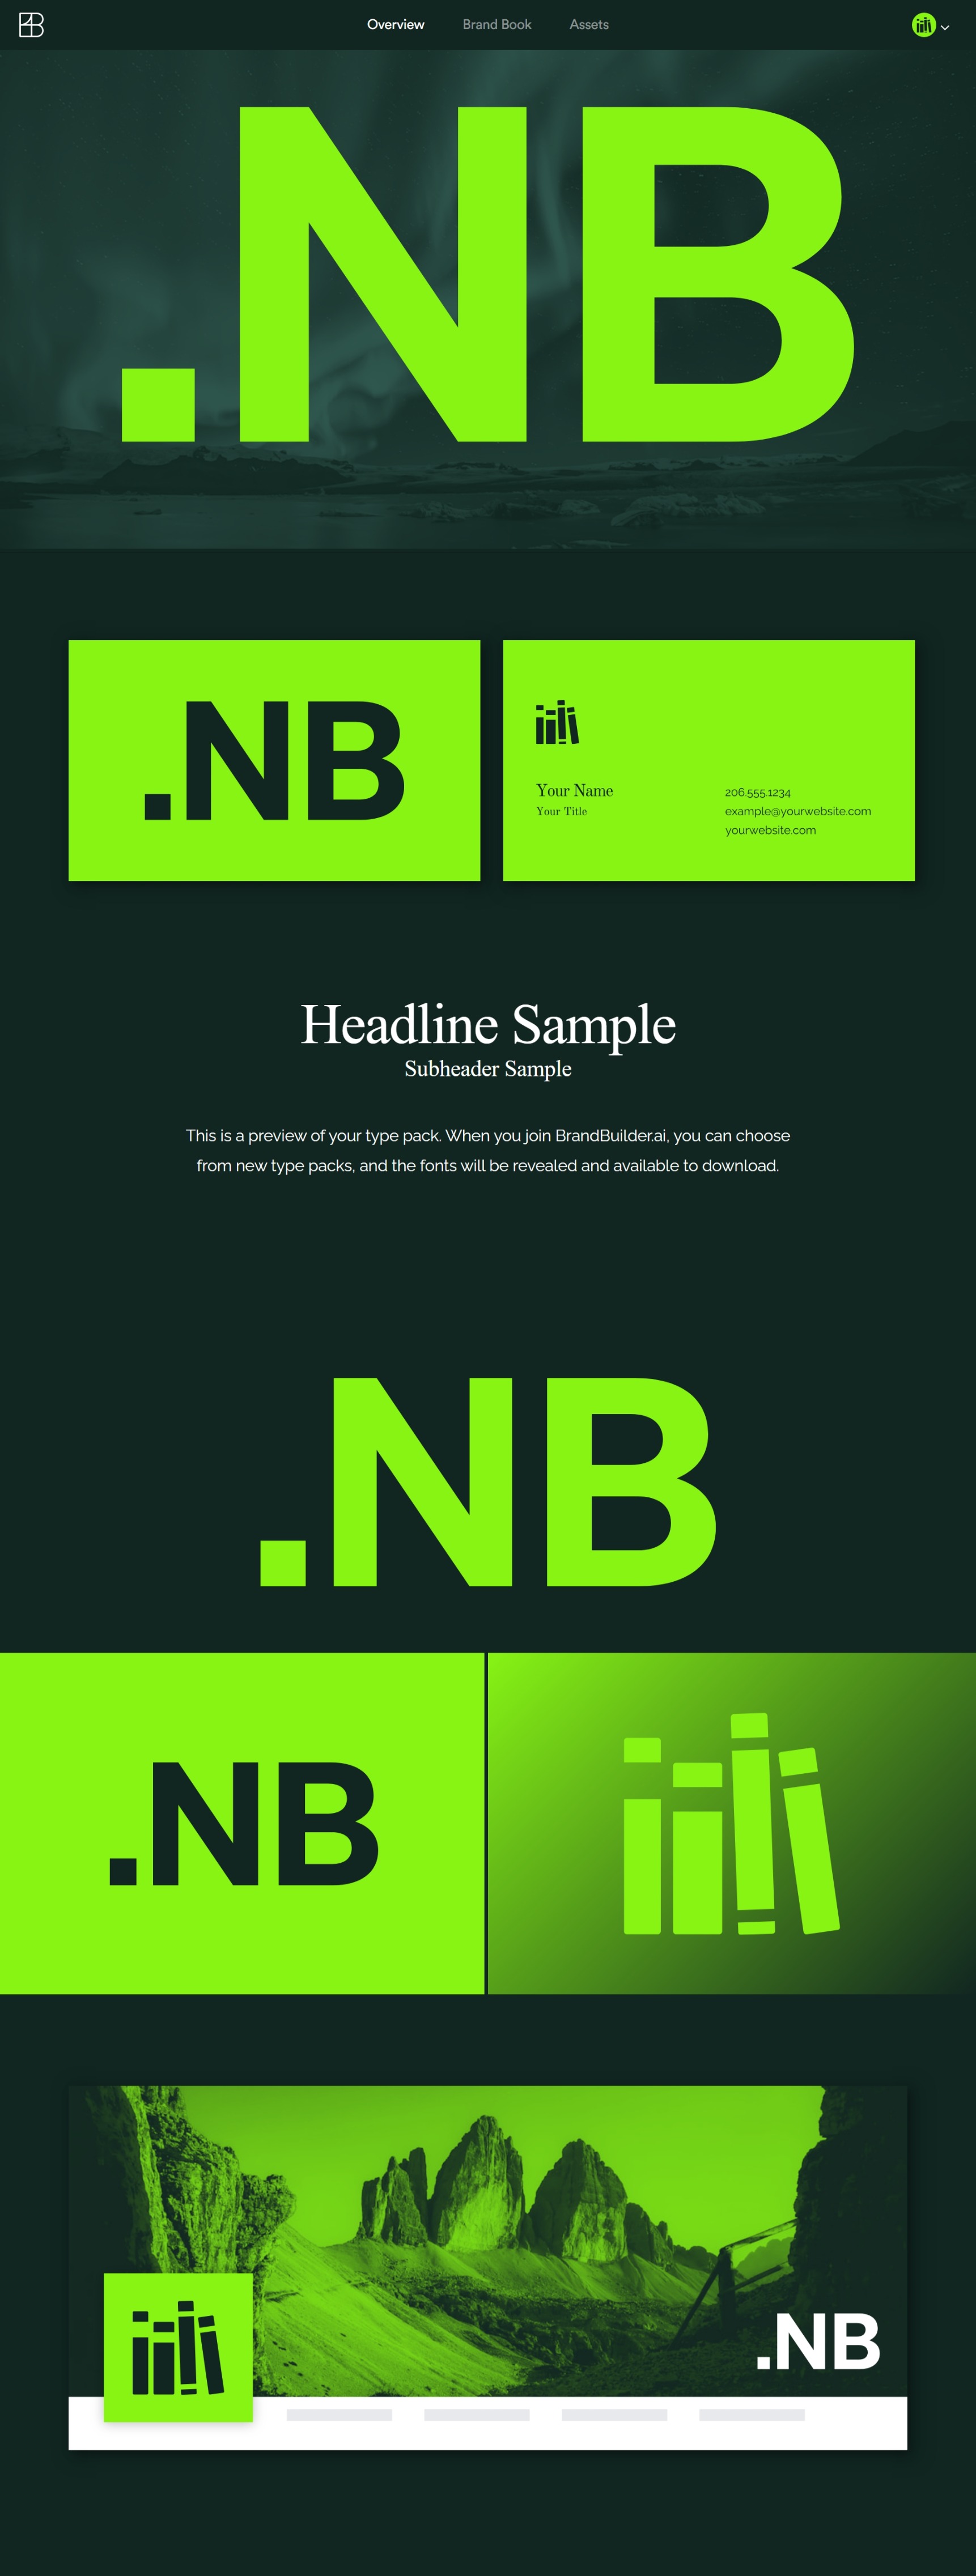 Overview Brand Book Assets
.NB
.NB
Your Name
Your Title
206.555.1234
example@yourwebsite.com
yourwebsite.com
Headline Sample
Subheader Sample
This is a preview of your type pack. When you join BrandBuilder.ai, you can choose
from new type packs, and the fonts will be revealed and available to download.
.NB
.NB
.NB